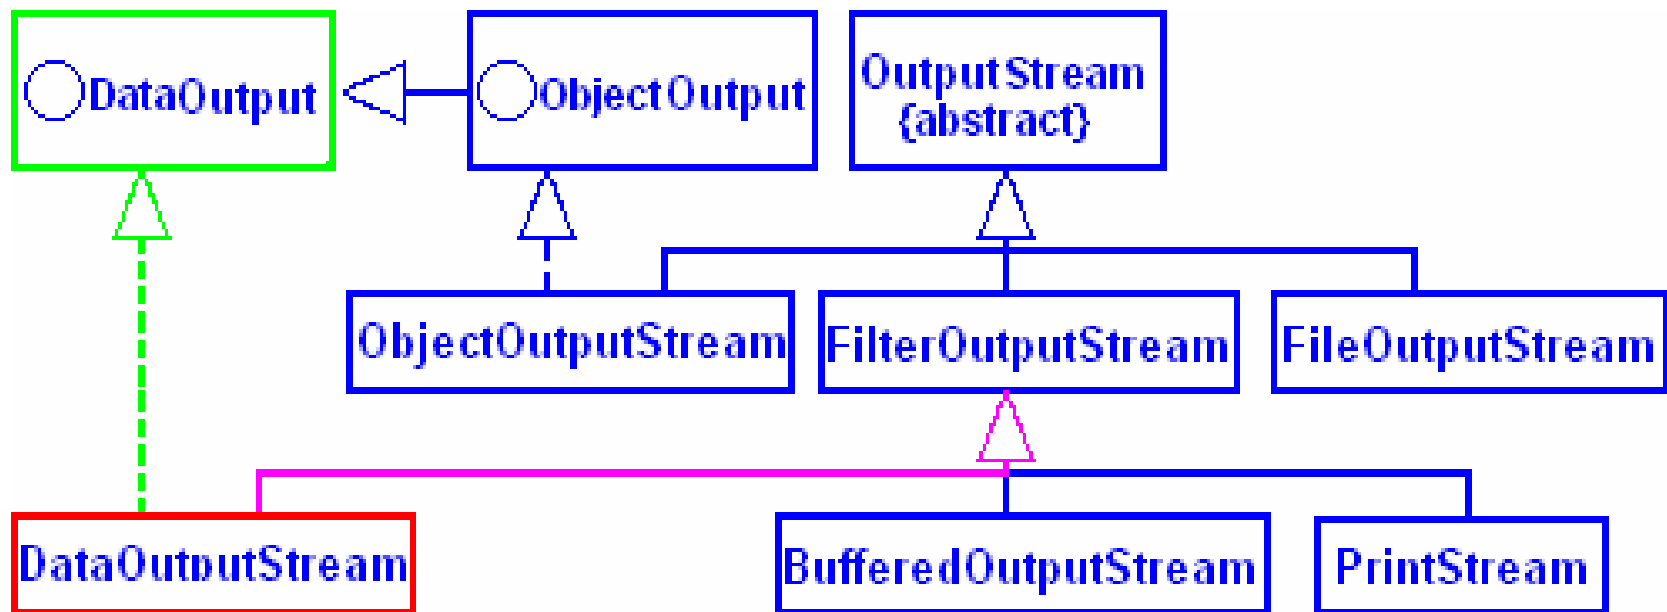 DataOutput
ObjectOutput
OutputStream
{abstract}
ObjectOutputStream
FilterOutputStream
FileOutputStream
DataOutputStream
BufferedOutputStream
PrintStream